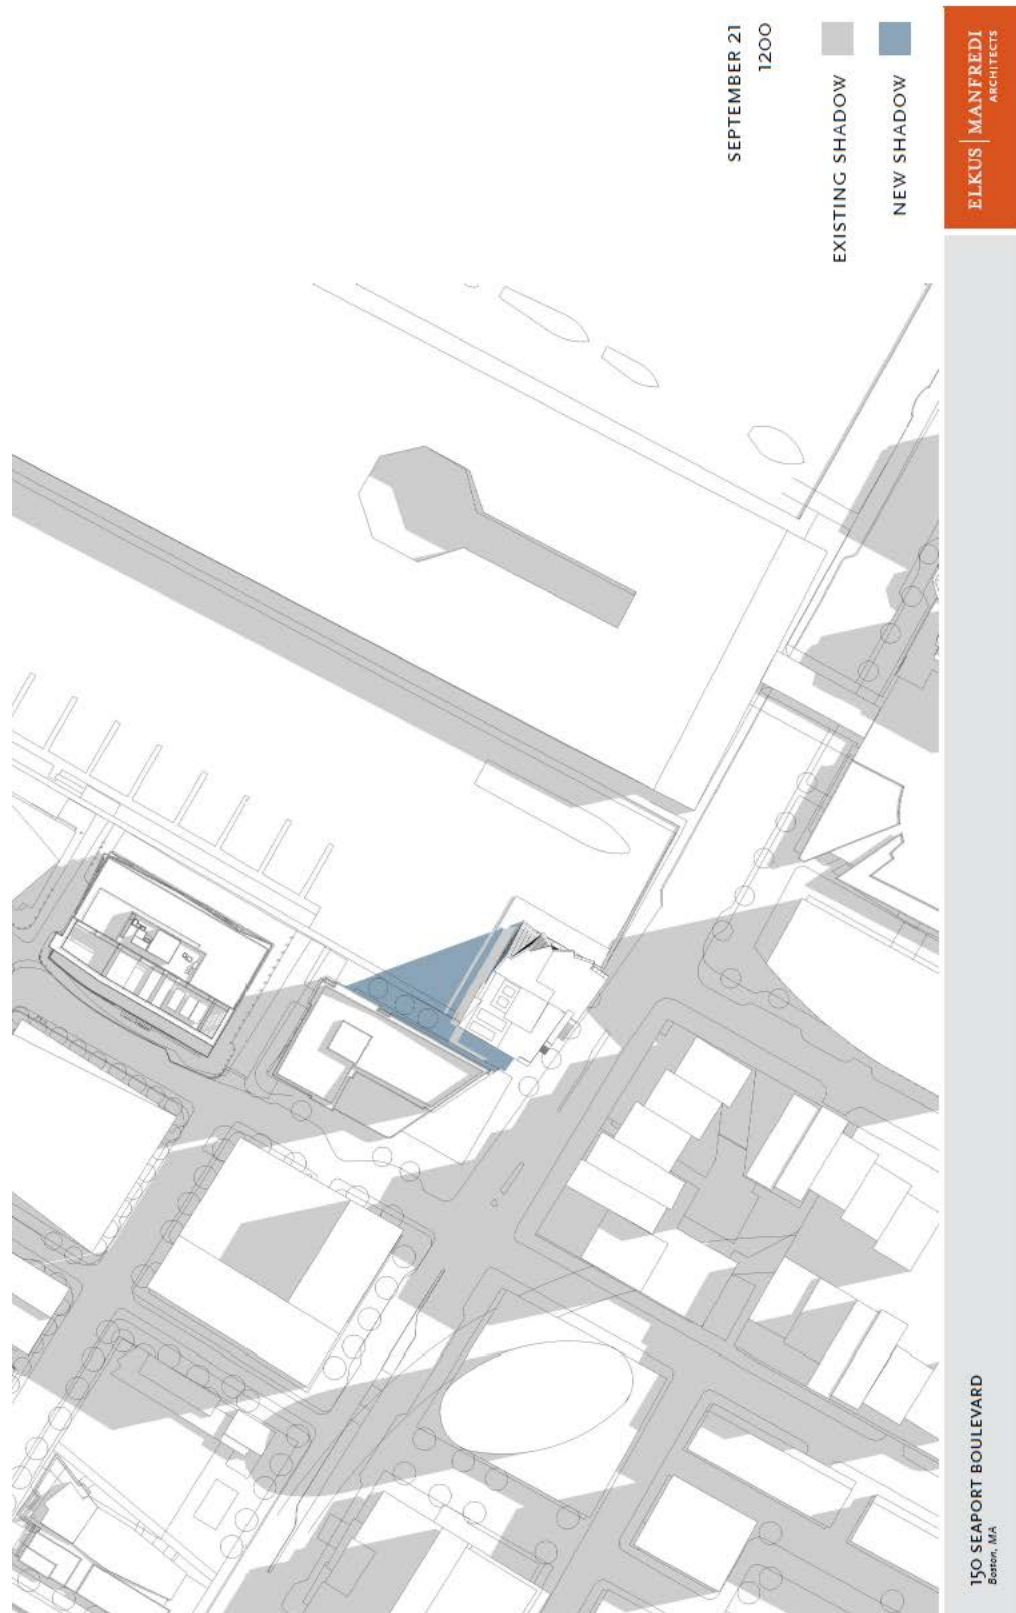 SEPTEMBER 21
1200
EXISTING SHADOW
NEW SHADOW
ELKUS | MANFREDI
ARCHITECTS
150 SEAPORT BOULEVARD
Boston, MA